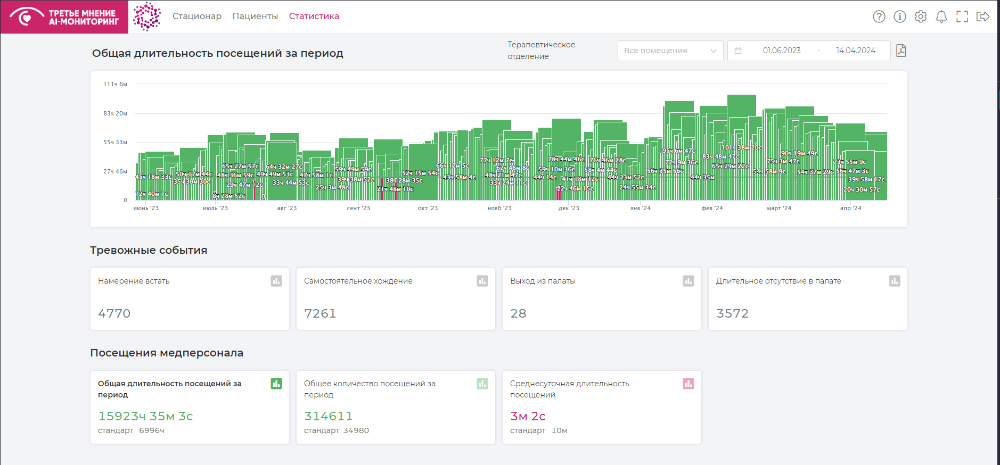 ТРЕТЬЕ МНЕНИЕ
AI-МОНИТОРИНГ
Стационар Пациенты Статистика
Общая длительность посещений за период
Терапевтическое
отделение
Все помещения
01.06.2023 - 14.04.2024
111ч 6м
83ч 20м
55ч 33м
27ч 46м
0
45ч 18м 33с
12ч 40м 1с
50ч 17м 44с
35ч 30м 30с
65ч 27м 57с
48ч 36м 59с
29ч 47м 12с
8ч 28м 52с
49ч 49м 53с
0
64ч 32м 27с
33ч 44м 53с
47ч 58м 1с
25ч 3м 48с
59ч 49м 59с
39ч 38м 52с
21ч 48м 10с
38ч 28м 35с
52ч 15м 54с
66ч 17м 5с
43ч 58м 4с
77ч 12м 7с
62ч 48м 8с
48ч 21м 47с
33ч 24м 11с
78ч 44м 46с
59ч 10м 36с
44ч 14с
41ч 18м 12с
22ч 46м 15с
76ч 46м 28с
58ч 4м 44с
44ч 23м 52с
24ч 55м 34с
95ч 6м 47с
72ч 9м 36с
56ч 35м 56с
44ч 35м
101ч 38м 20с
83ч 48м 47с
65ч 29м 22с
90ч 19м 49с
75ч 3м 47с
54ч 58м 9с
54ч 37м 29с
73ч 55м 9с
56ч 47м 3с
39ч 58м 17с
20ч 30м 57с
июнь '23 июль '23 авг '23 сент '23 окт '23 нояб '23 дек '23 янв '24 фев '24 март '24 апр '24
Тревожные события
Намерение встать
4770
Самостоятельное хождение
7261
Выход из палаты
28
Длительное отсутствие в палате
3572
Посещения медперсонала
Общая длительность посещений за
период
15923ч 35м 3с
стандарт 6996ч
Общее количество посещений за
период
314611
стандарт 34980
Среднесуточная длительность
посещений
3м 2с
стандарт 10м